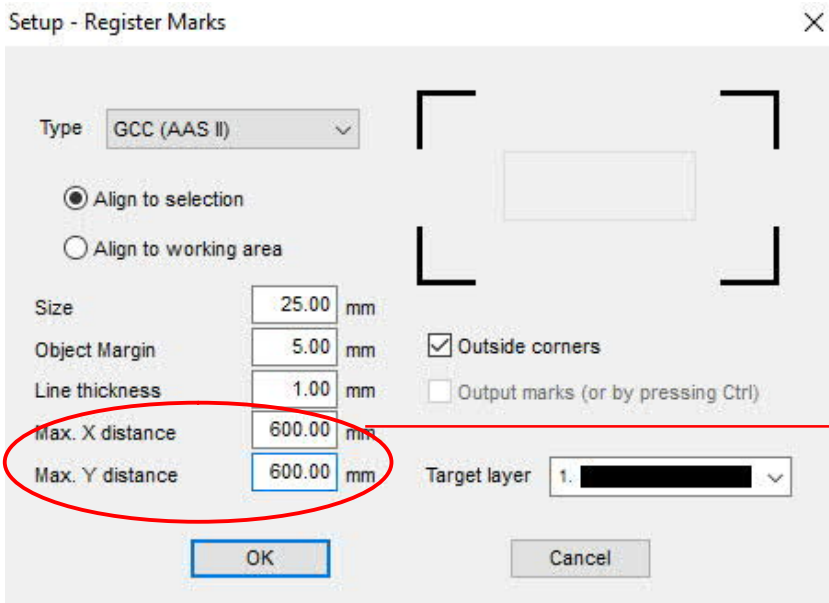 Setup - Register Marks
Type GCC (AAS II)
Align to selection
Align to working area
Size 25.00 mm
Object Margin 5.00 mm
Outside corners
Line thickness 1.00 mm
Output marks (or by pressing Ctrl)
Max. X distance 600.00 mm
Max. Y distance 600.00 mm
Target layer 1.
OK Cancel